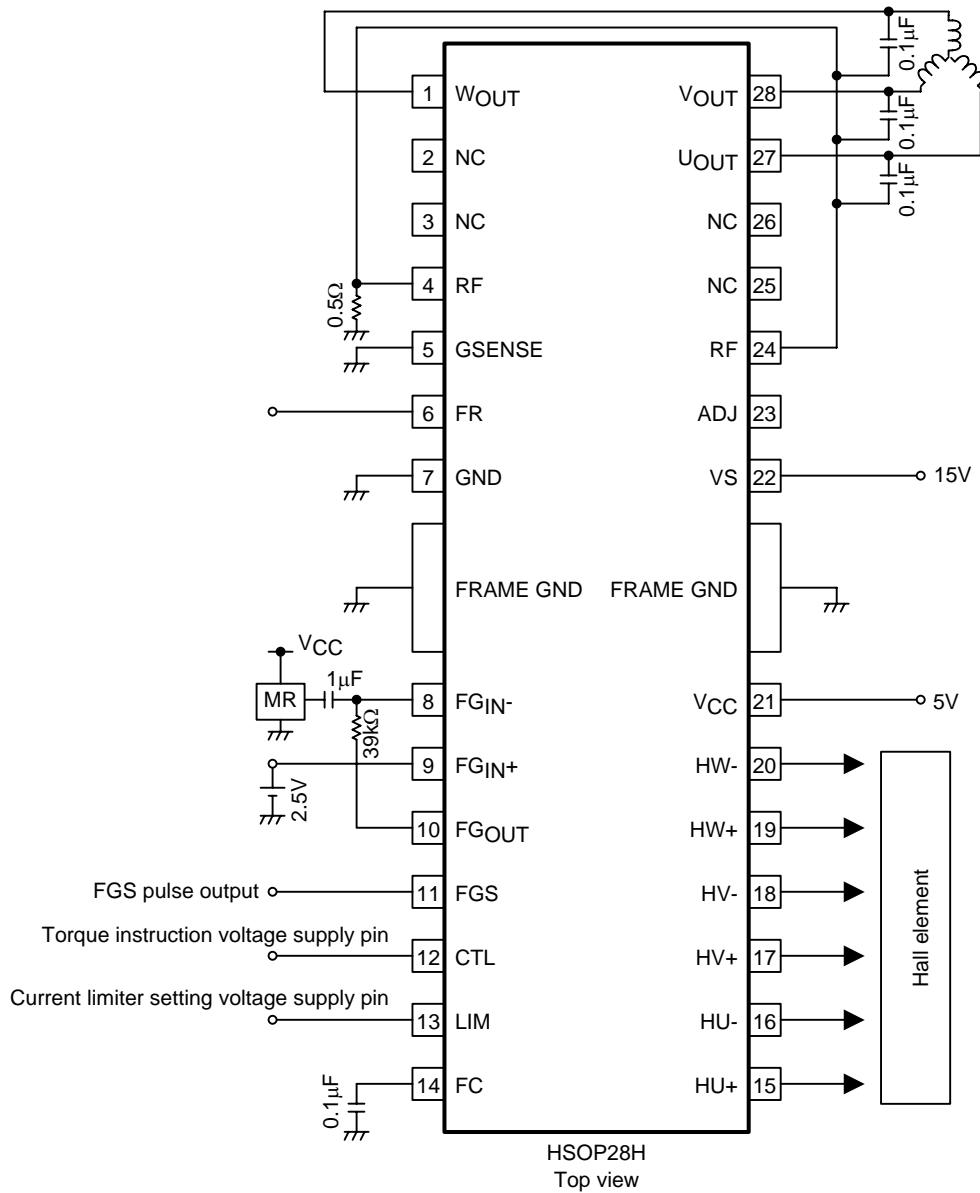 0.1µF
1 WOUT VOUT 28
0.1µF
2 NC UOUT 27
0.1µF
3 NC NC 26
4 RF NC 25
0.5Ω
5 GSENSE RF 24
6 FR ADJ 23
7 GND VS 22 15V
FRAME GND FRAME GND
VCC
MR 1µF 8 FGIN- VCC 21 5V
39kΩ
9 FGIN+ HW- 20
2.5V
10 FGOUT HW+ 19
FGS pulse output 11 FGS HV- 18
Torque instruction voltage supply pin
12 CTL HV+ 17
Current limiter setting voltage supply pin
13 LIM HU- 16
14 FC HU+ 15
0.1µF
Hall element
HSOP28H
Top view